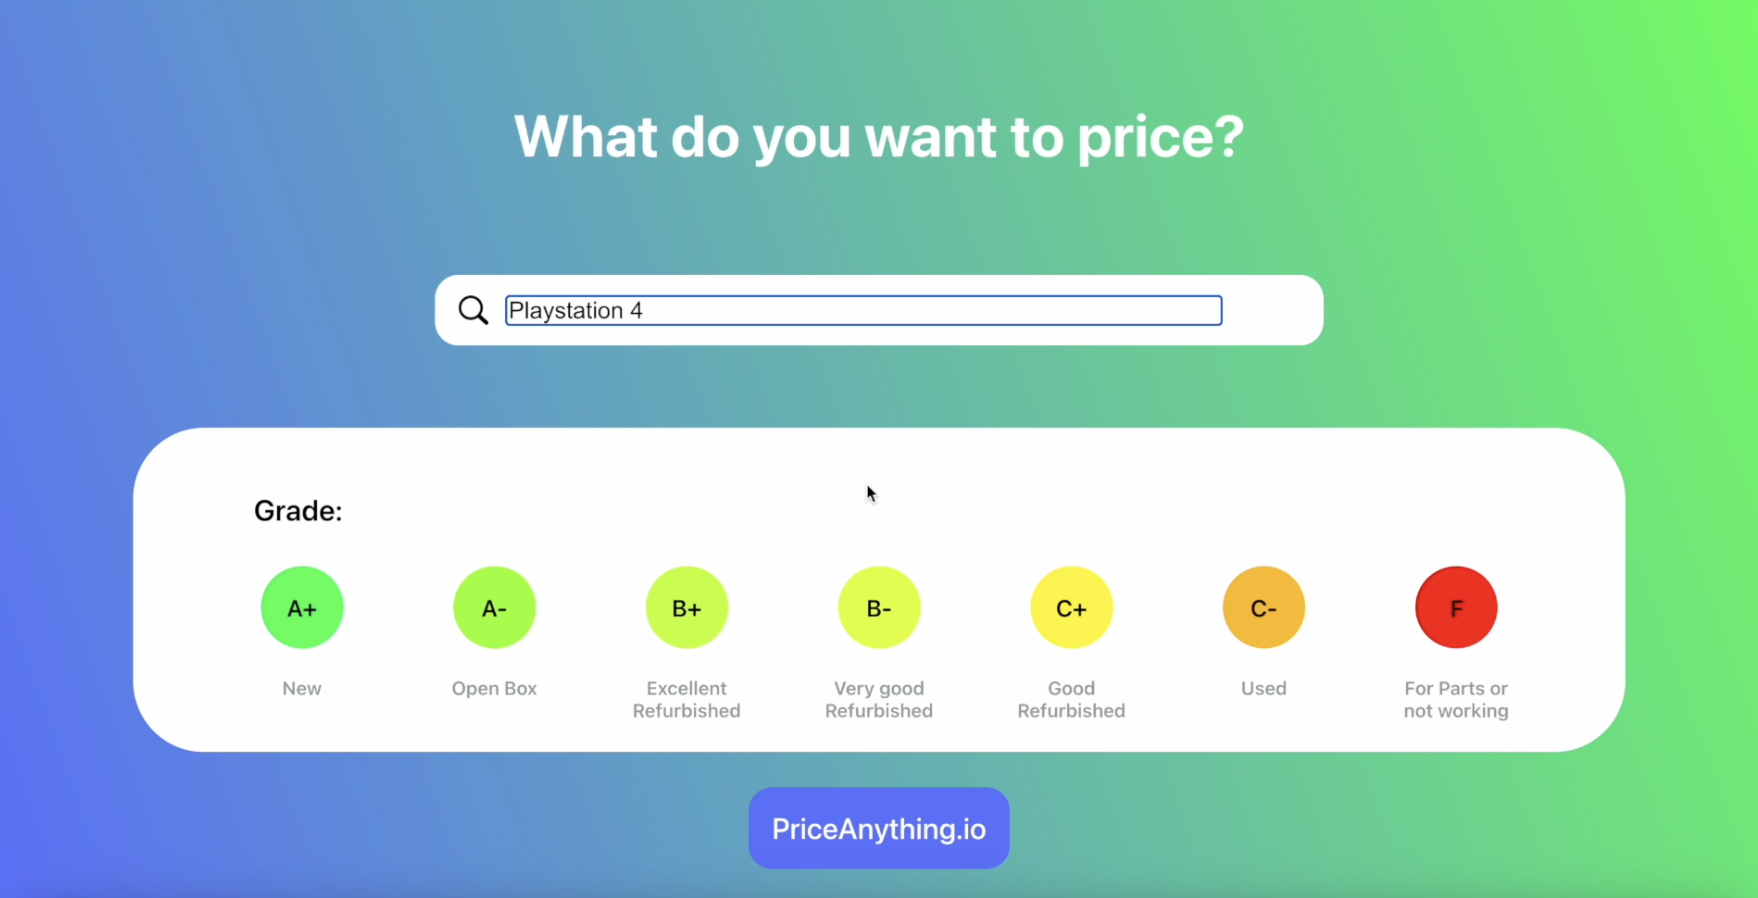 What do you want to price?
Playstation 4
Grade:
A+ A- B+ B- C+ C- F
New Open Box Excellent Refurbished Very good Refurbished Good Refurbished Used For Parts or not working
PriceAnything.io